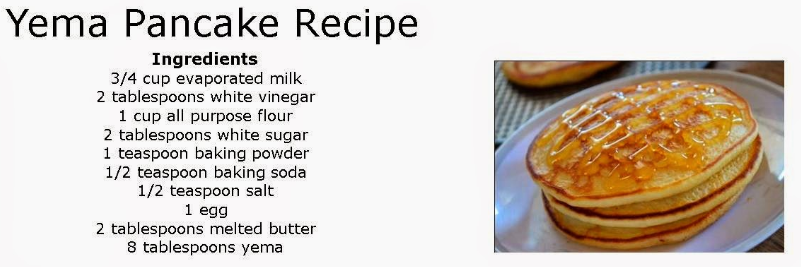 Yema Pancake Recipe
Ingredients
3/4 cup evaporated milk
2 tablespoons white vinegar
1 cup all purpose flour
2 tablespoons white sugar
1 teaspoon baking powder
1/2 teaspoon baking soda
1/2 teaspoon salt
1 egg
2 tablespoons melted butter
8 tablespoons yema